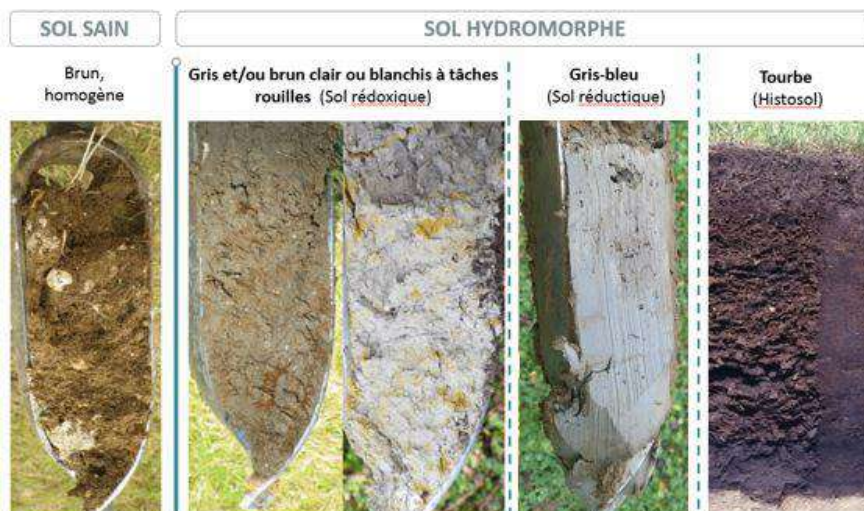 SOL SAIN
SOL HYDROMORPHE
Brun,
homogène
Gris et/ou brun clair ou blanchis à tâches
rouilles (Sol rédoxique)
Gris-bleu
(Sol réductique)
Tourbe
(Histosol)